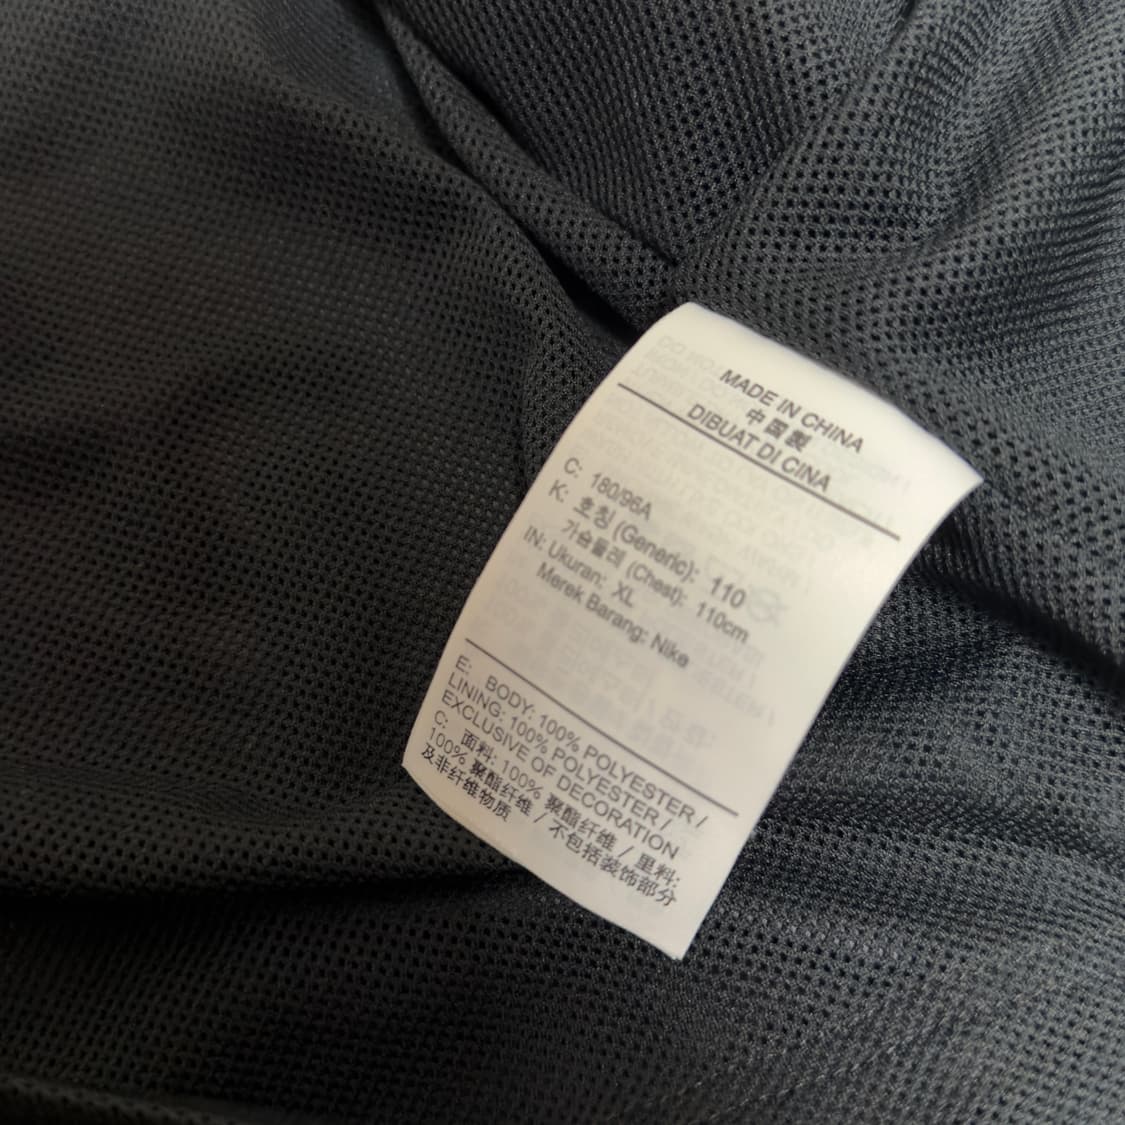 MADE IN CHINA
中国製
DIBUAT DI CINA
C: 180/96A
K: 호칭 (Generic): 110
가슴둘레 (Chest): 110cm
IN: Ukuran: XL
Merek Barang: Nike
E: BODY: 100% POLYESTER /
LINING: 100% POLYESTER /
EXCLUSIVE OF DECORATION
C: 面料: 100% 聚酯纤维 / 里料:
100% 聚酯纤维 / 不包括装饰部分
及非纤维物质